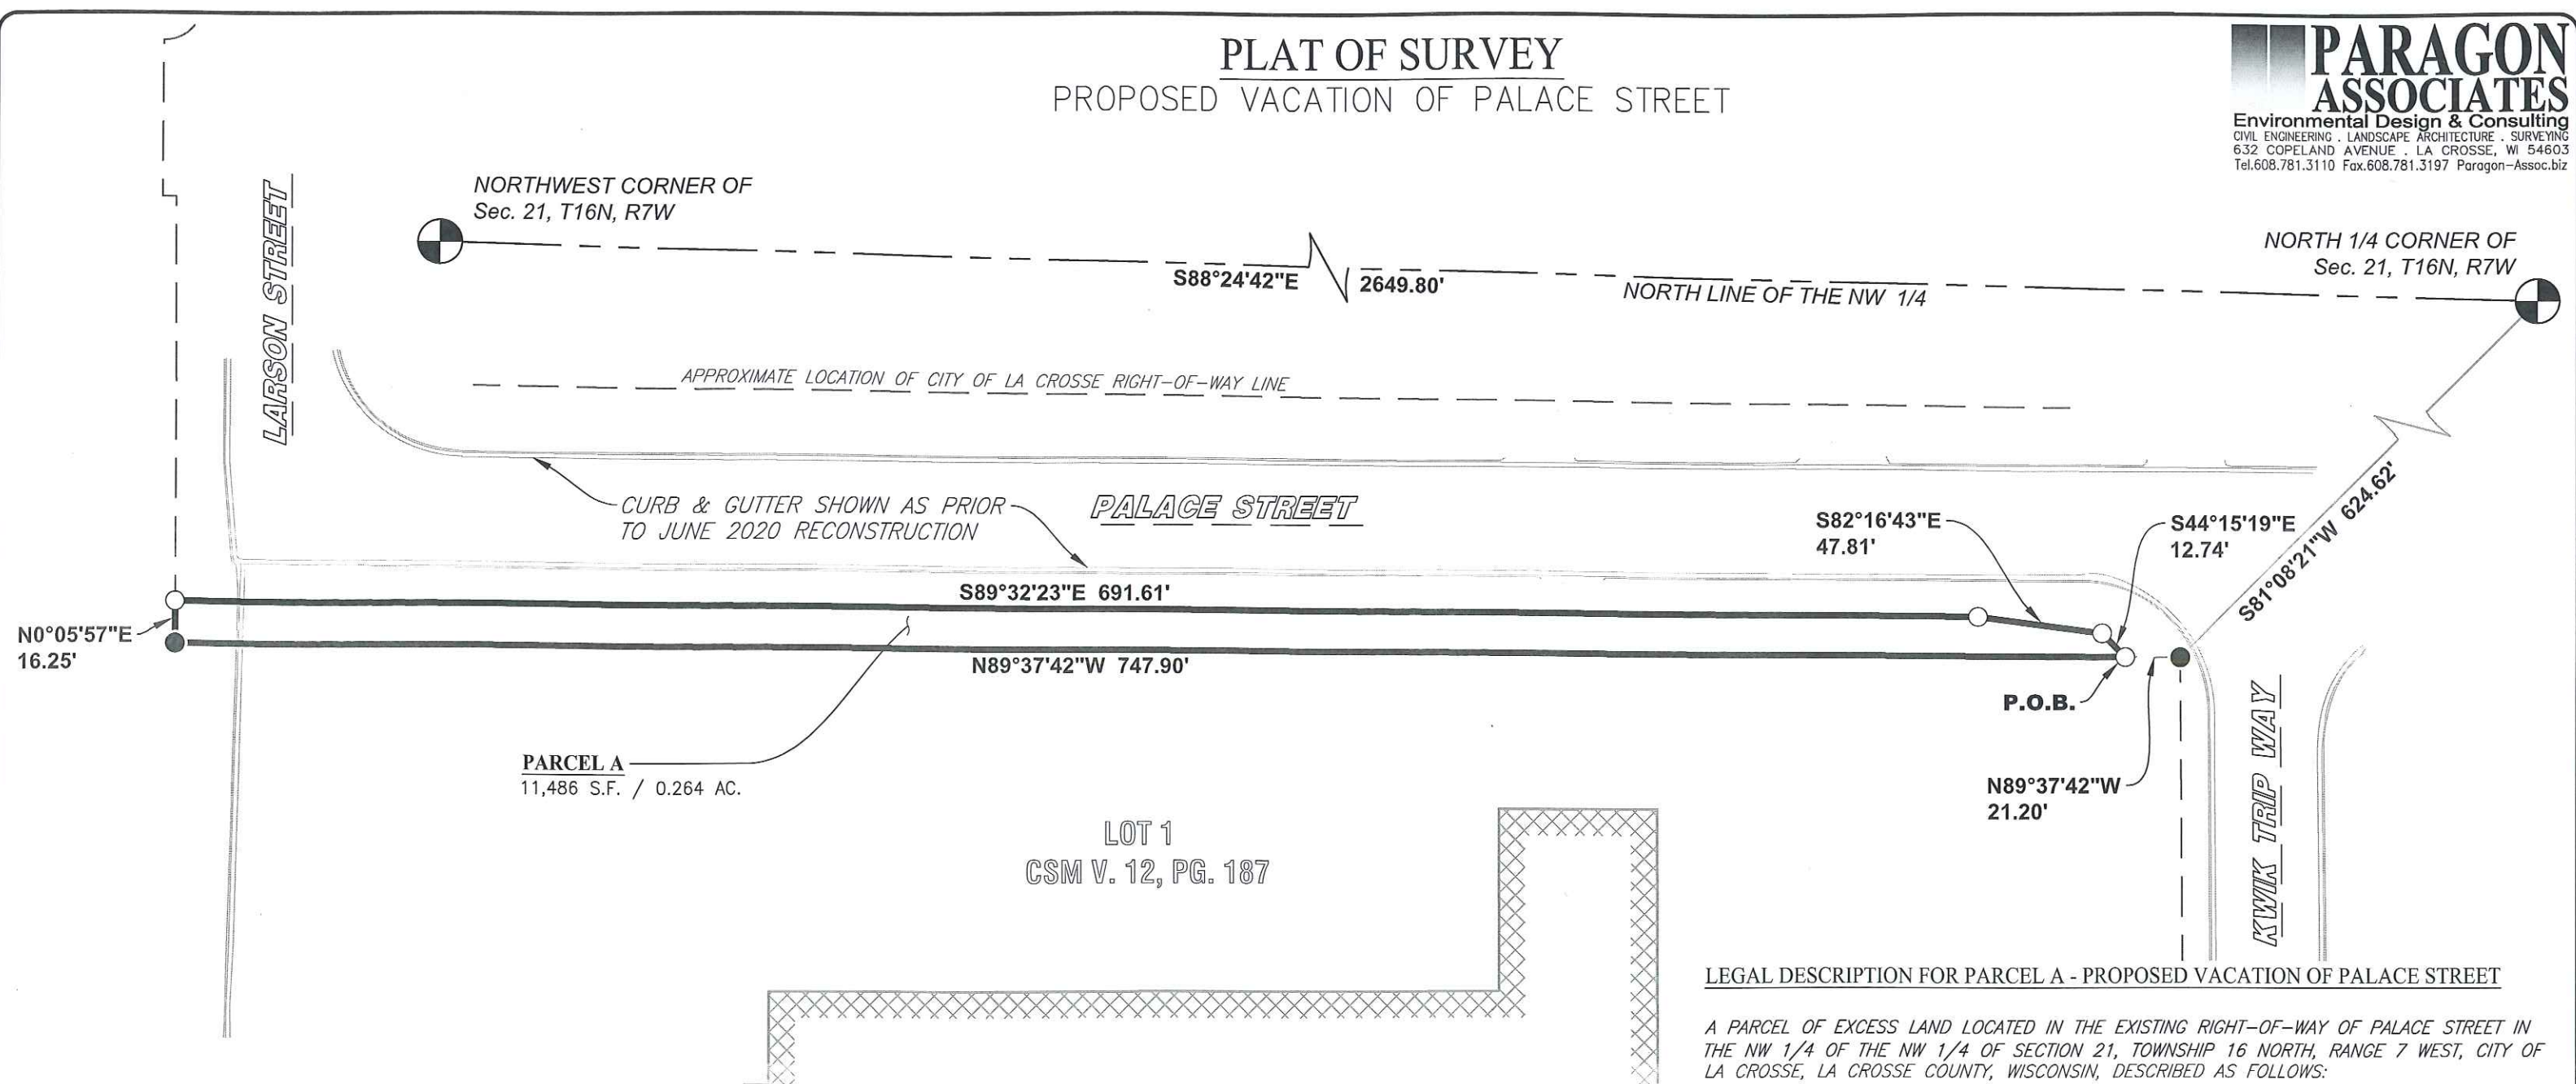 PLAT OF SURVEY
PROPOSED VACATION OF PALACE STREET
PARAGON
ASSOCIATES
Environmental Design & Consulting
CIVIL ENGINEERING . LANDSCAPE ARCHITECTURE . SURVEYING
632 COPELAND AVENUE . LA CROSSE, WI 54603
Tel.608.781.3110 Fax.608.781.3197 Paragon-Assoc.biz
NORTHWEST CORNER OF
Sec. 21, T16N, R7W
LARSON STREET
NORTH 1/4 CORNER OF
Sec. 21, T16N, R7W
S88°24'42"E 2649.80'
NORTH LINE OF THE NW 1/4
APPROXIMATE LOCATION OF CITY OF LA CROSSE RIGHT-OF-WAY LINE
CURB & GUTTER SHOWN AS PRIOR
TO JUNE 2020 RECONSTRUCTION
PALACE STREET
S82°16'43"E
47.81'
S44°15'19"E
12.74'
S81°08'21"W 624.62'
S89°32'23"E 691.61'
N0°05'57"E
16.25'
N89°37'42"W 747.90'
P.O.B.
PARCEL A
11,486 S.F. / 0.264 AC.
N89°37'42"W
21.20'
KWIK TRIP WAY
LOT 1
CSM V. 12, PG. 187
LEGAL DESCRIPTION FOR PARCEL A - PROPOSED VACATION OF PALACE STREET
A PARCEL OF EXCESS LAND LOCATED IN THE EXISTING RIGHT-OF-WAY OF PALACE STREET IN
THE NW 1/4 OF THE NW 1/4 OF SECTION 21, TOWNSHIP 16 NORTH, RANGE 7 WEST, CITY OF
LA CROSSE, LA CROSSE COUNTY, WISCONSIN, DESCRIBED AS FOLLOWS: